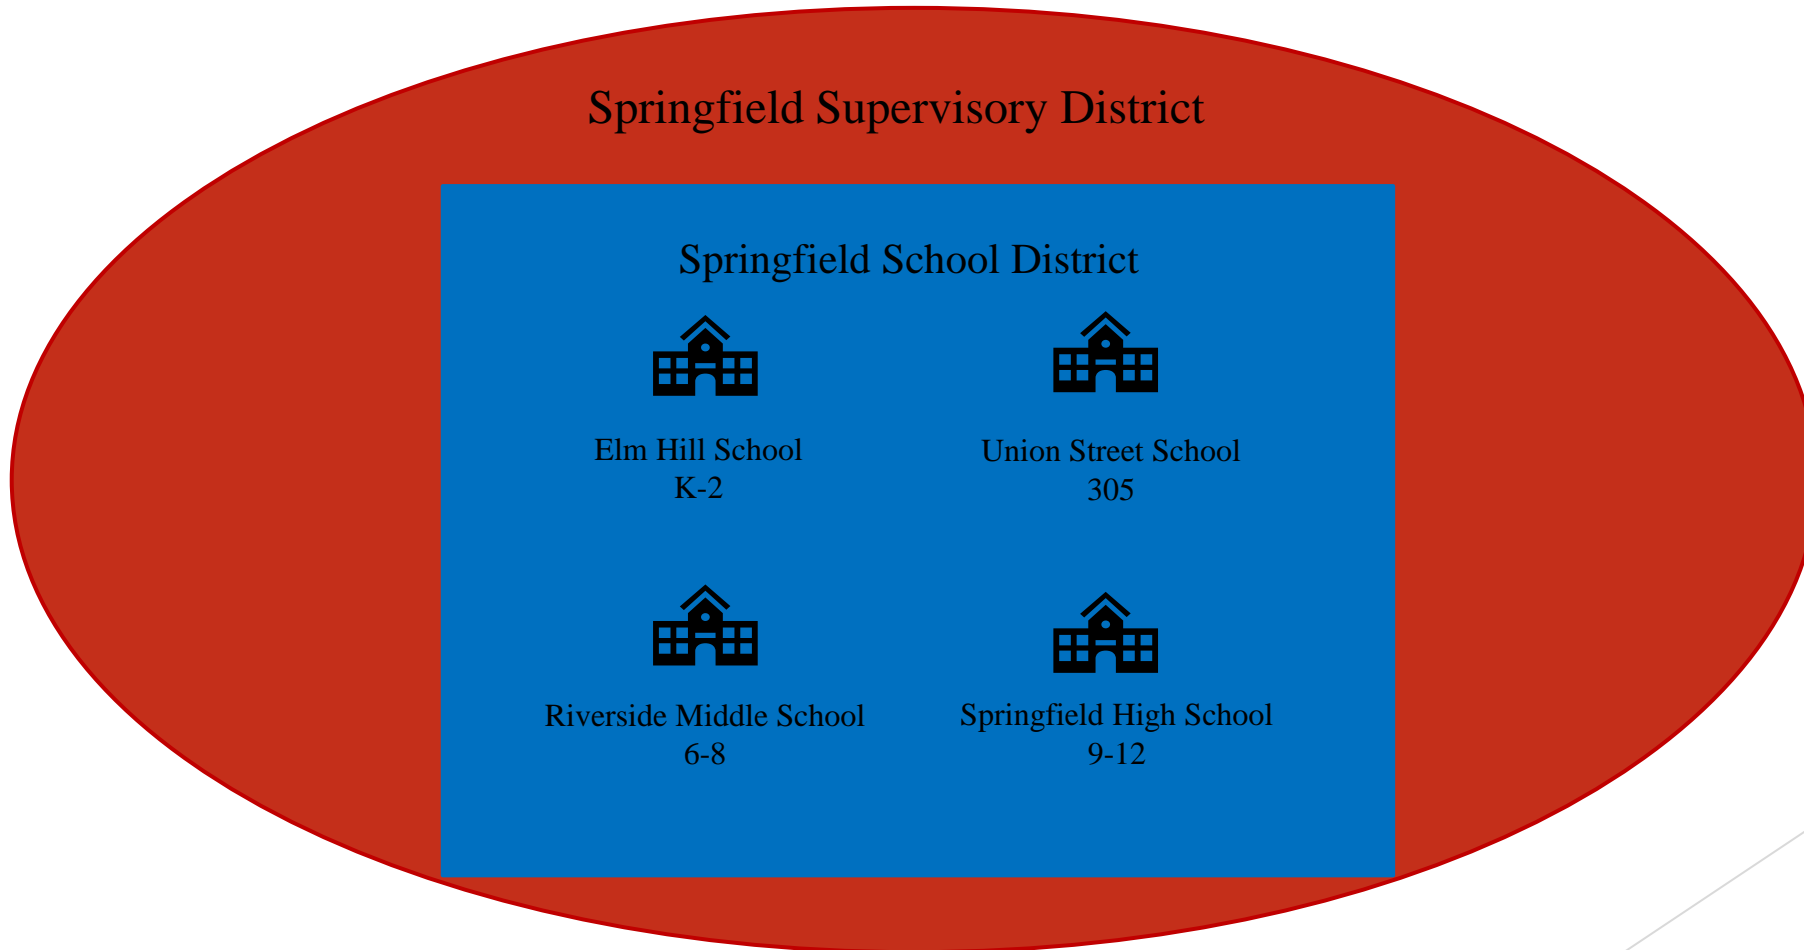 Springfield Supervisory District
Springfield School District
Elm Hill School
K-2
Union Street School
305
Riverside Middle School
6-8
Springfield High School
9-12